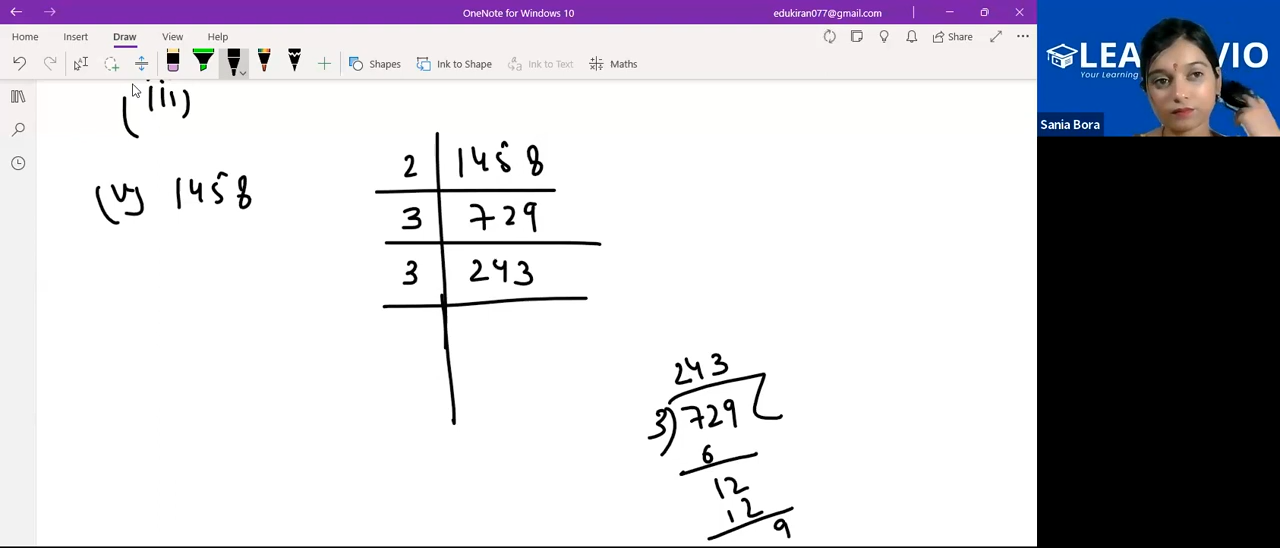 OneNote for Windows 10
edukiran077@gmail.com
Home Insert Draw View Help
Share
Shapes Ink to Shape Ink to Text Maths
Your Learning
Sania Bora
(iii)
(v) 1458
2 1458
3 729
3 243
243
3) 729
6
12
12
9